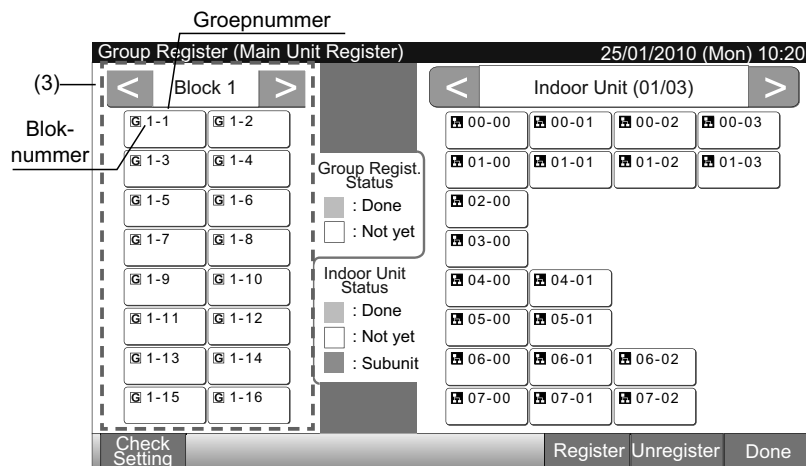 Groepnummer
Group Register (Main Unit Register) 25/01/2010 (Mon) 10:20
(3)
< Block 1 >
< Indoor Unit (01/03) >
Blok-
nummer
G 1-1 G 1-2
G 1-3 G 1-4
G 1-5 G 1-6
G 1-7 G 1-8
G 1-9 G 1-10
G 1-11 G 1-12
G 1-13 G 1-14
G 1-15 G 1-16
Group Regist.
Status
: Done
: Not yet
Indoor Unit
Status
: Done
: Not yet
: Subunit
00-00 00-01 00-02 00-03
01-00 01-01 01-02 01-03
02-00
03-00
04-00 04-01
05-00 05-01
06-00 06-01 06-02
07-00 07-01 07-02
Check
Setting
Register Unregister Done